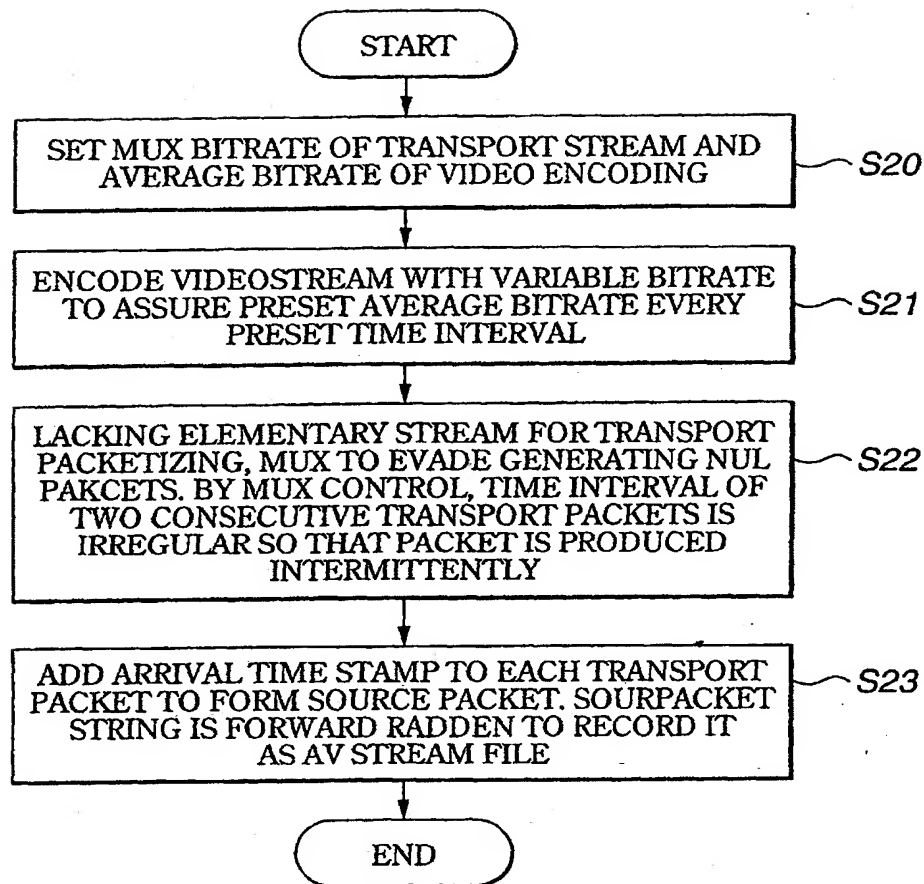 START
SET MUX BITRATE OF TRANSPORT STREAM AND
AVERAGE BITRATE OF VIDEO ENCODING
S20
ENCODE VIDEOSTREAM WITH VARIABLE BITRATE
TO ASSURE PRESET AVERAGE BITRATE EVERY
PRESET TIME INTERVAL
S21
LACKING ELEMENTARY STREAM FOR TRANSPORT
PACKETIZING, MUX TO EVADE GENERATING NUL
PAKCETS. BY MUX CONTROL, TIME INTERVAL OF
TWO CONSECUTIVE TRANSPORT PACKETS IS
IRREGULAR SO THAT PACKET IS PRODUCED
INTERMITTENTLY
S22
ADD ARRIVAL TIME STAMP TO EACH TRANSPORT
PACKET TO FORM SOURCE PACKET. SOURPACKET
STRING IS FORWARD RADDEN TO RECORD IT
AS AV STREAM FILE
S23
END